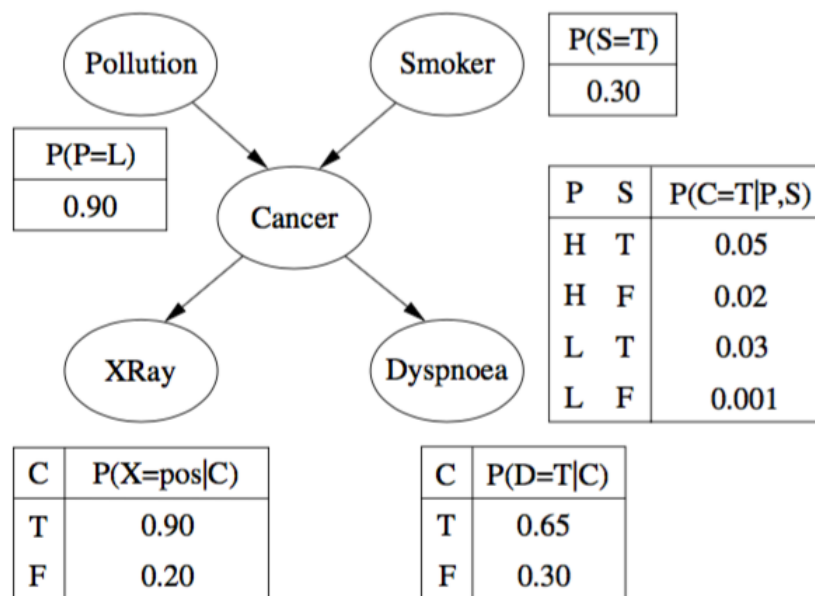 Pollution
Smoker
P(S=T)
0.30
P(P=L)
0.90
Cancer
P S P(C=T|P,S)
H T 0.05
H F 0.02
L T 0.03
L F 0.001
XRay
Dyspnoea
C P(X=pos|C)
T 0.90
F 0.20
C P(D=T|C)
T 0.65
F 0.30